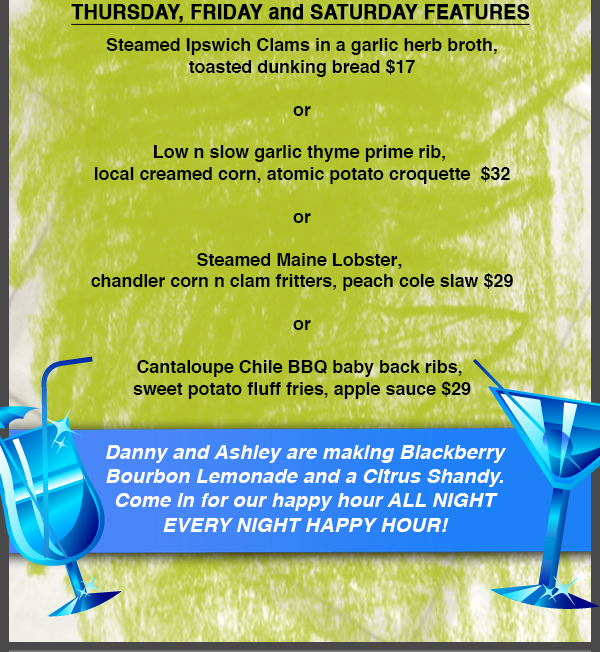 THURSDAY, FRIDAY and SATURDAY FEATURES
Steamed Ipswich Clams in a garlic herb broth,
toasted dunking bread $17
or
Low n slow garlic thyme prime rib,
local creamed corn, atomic potato croquette $32
or
Steamed Maine Lobster,
chandler corn n clam fritters, peach cole slaw $29
or
Cantaloupe Chile BBQ baby back ribs,
sweet potato fluff fries, apple sauce $29
Danny and Ashley are making Blackberry
Bourbon Lemonade and a Citrus Shandy.
Come in for our happy hour ALL NIGHT
EVERY NIGHT HAPPY HOUR!